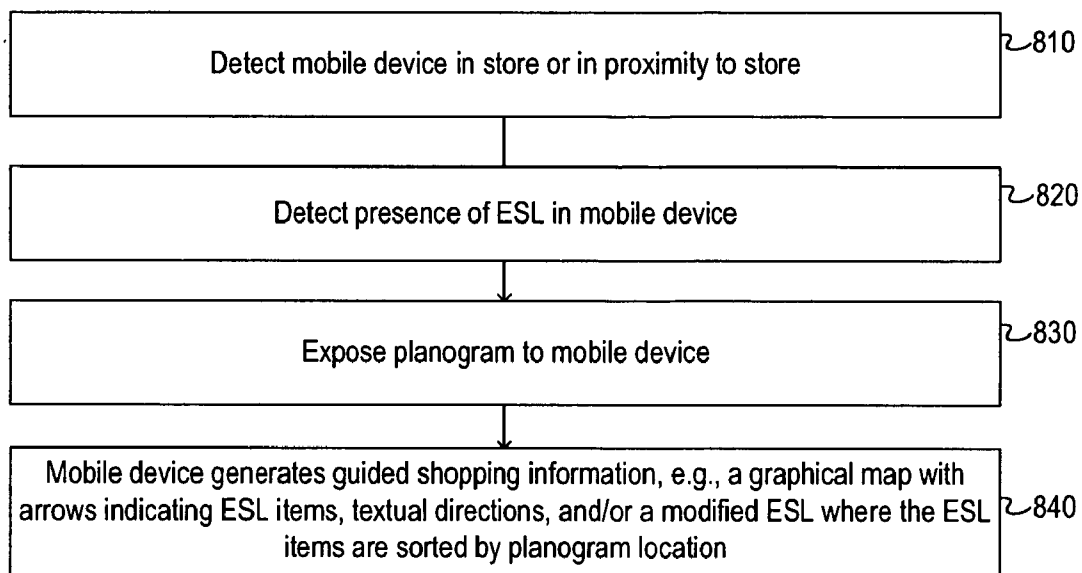 Detect mobile device in store or in proximity to store
810
Detect presence of ESL in mobile device
820
Expose planogram to mobile device
830
Mobile device generates guided shopping information, e.g., a graphical map with
arrows indicating ESL items, textual directions, and/or a modified ESL where the ESL
items are sorted by planogram location
840